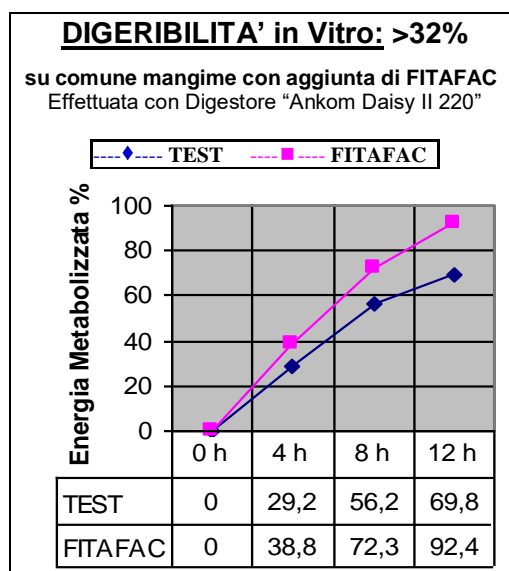 DIGERIBILITA' in Vitro: >32%
su comune mangime con aggiunta di FITAFAC
Effettuata con Digestore “Ankom Daisy II 220”
TEST FITAFAC
Energia Metabolizzata %
100
80
60
40
20
0
0 h 4 h 8 h 12 h
TEST 0 29,2 56,2 69,8
FITAFAC 0 38,8 72,3 92,4